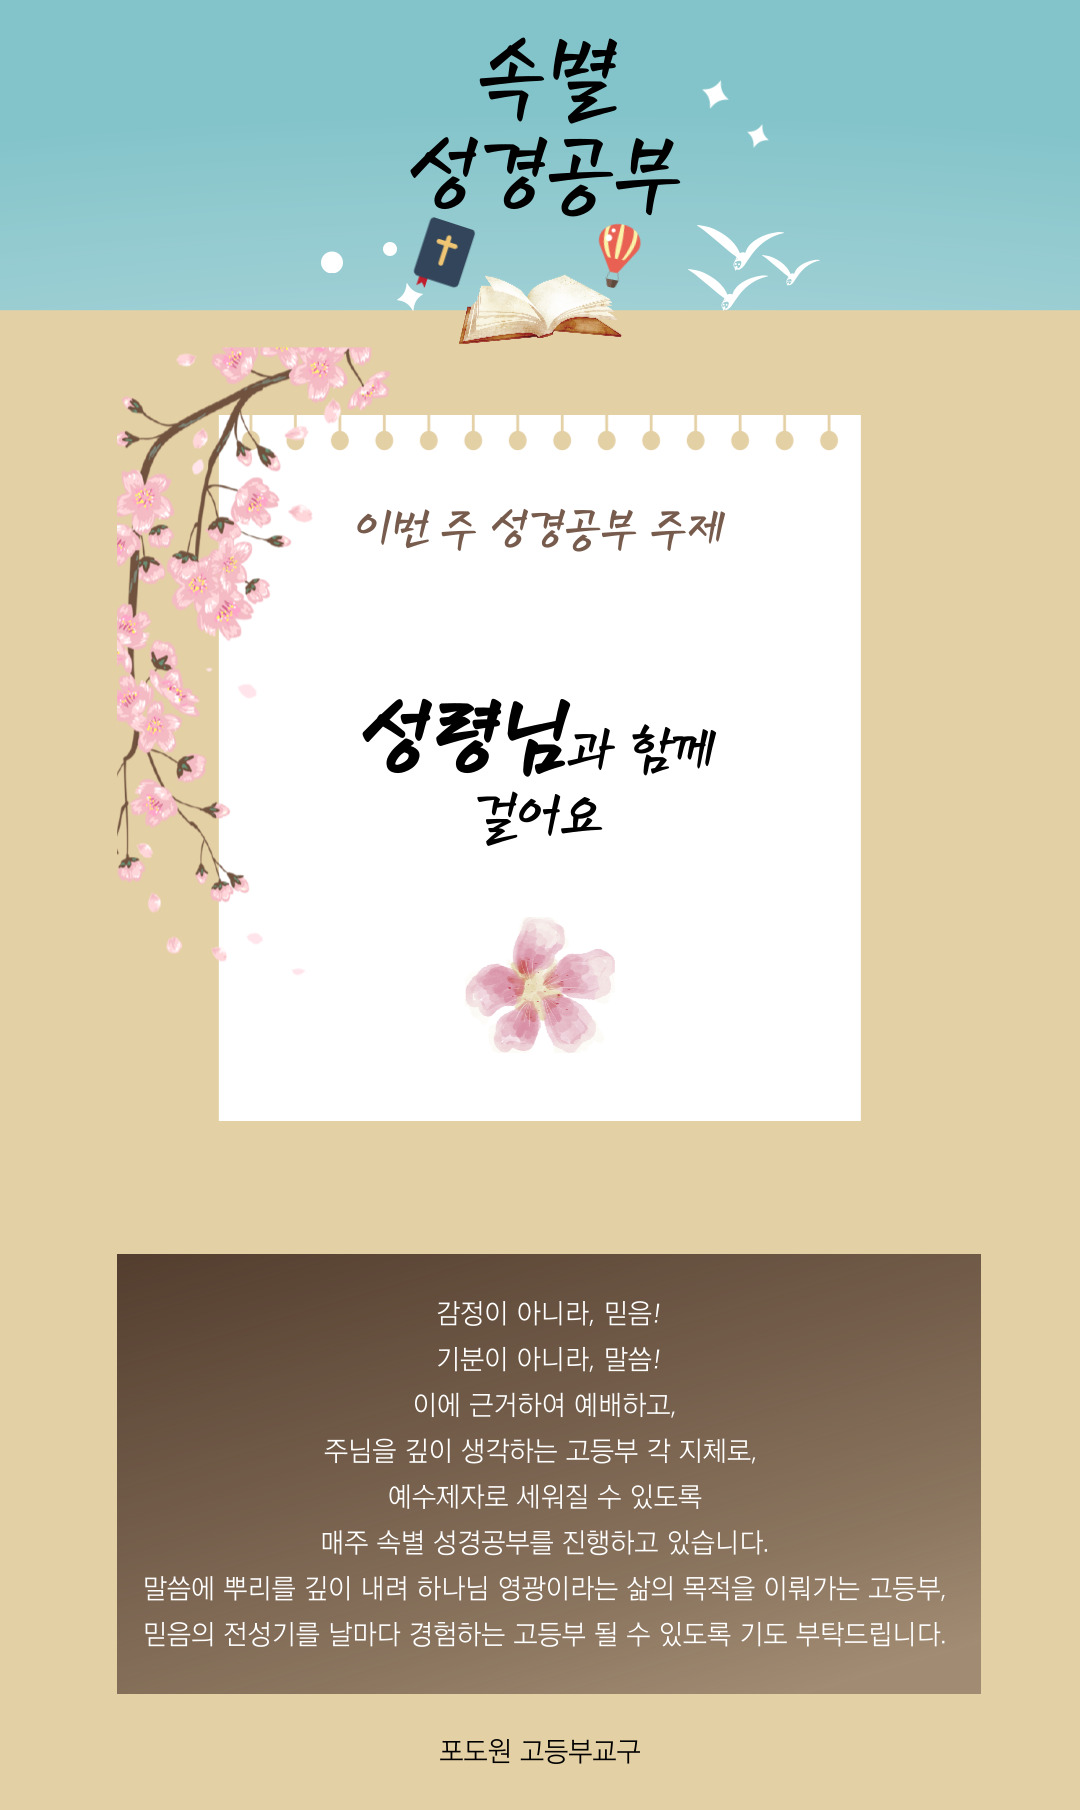 속별
성경공부
이번 주 성경공부 주제
성령님과 함께
걸어요
감정이 아니라, 믿음!
기분이 아니라, 말씀!
이에 근거하여 예배하고,
주님을 깊이 생각하는 고등부 각 지체로,
예수제자로 세워질 수 있도록
매주 속별 성경공부를 진행하고 있습니다.
말씀에 뿌리를 깊이 내려 하나님 영광이라는 삶의 목적을 이뤄가는 고등부,
믿음의 전성기를 날마다 경험하는 고등부 될 수 있도록 기도 부탁드립니다.
포도원 고등부교구